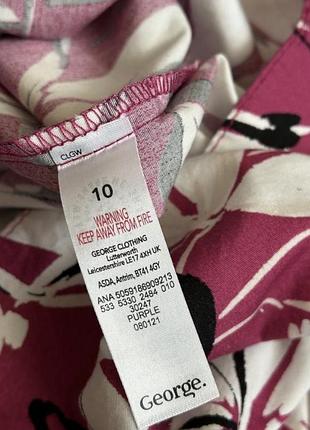 CLGW
10
WARNING
KEEP AWAY FROM FIRE
GEORGE CLOTHING
Lutterworth
Leicestershire LE17 4XH UK
ASDA, Antrim, BT41 4GY
ANA 5059186909213
533 5330 2484 010
30247
PURPLE
080121
George.